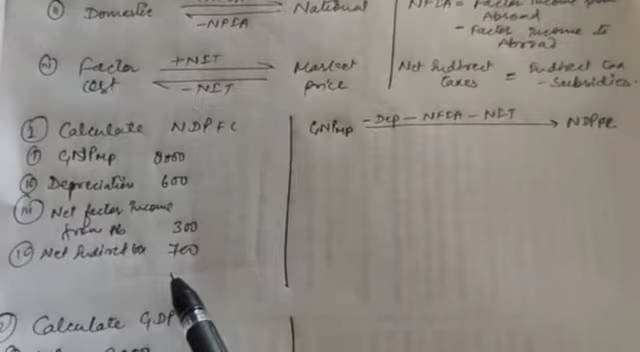 Domestic National
−NFIA
NFIA = Factor Income
Abroad
− Factor income to
Abroad
Factor cost +NIT Market price
−NIT
Net Indirect taxes = Indirect tax
− Subsidies.
① Calculate NDPFC
GNPMP −Dep − NFIA − NIT NDPFC
GNPMP 8000
Depreciation 600
Net factor income
from Ab 300
Net Indirect tax 700
Calculate GDP